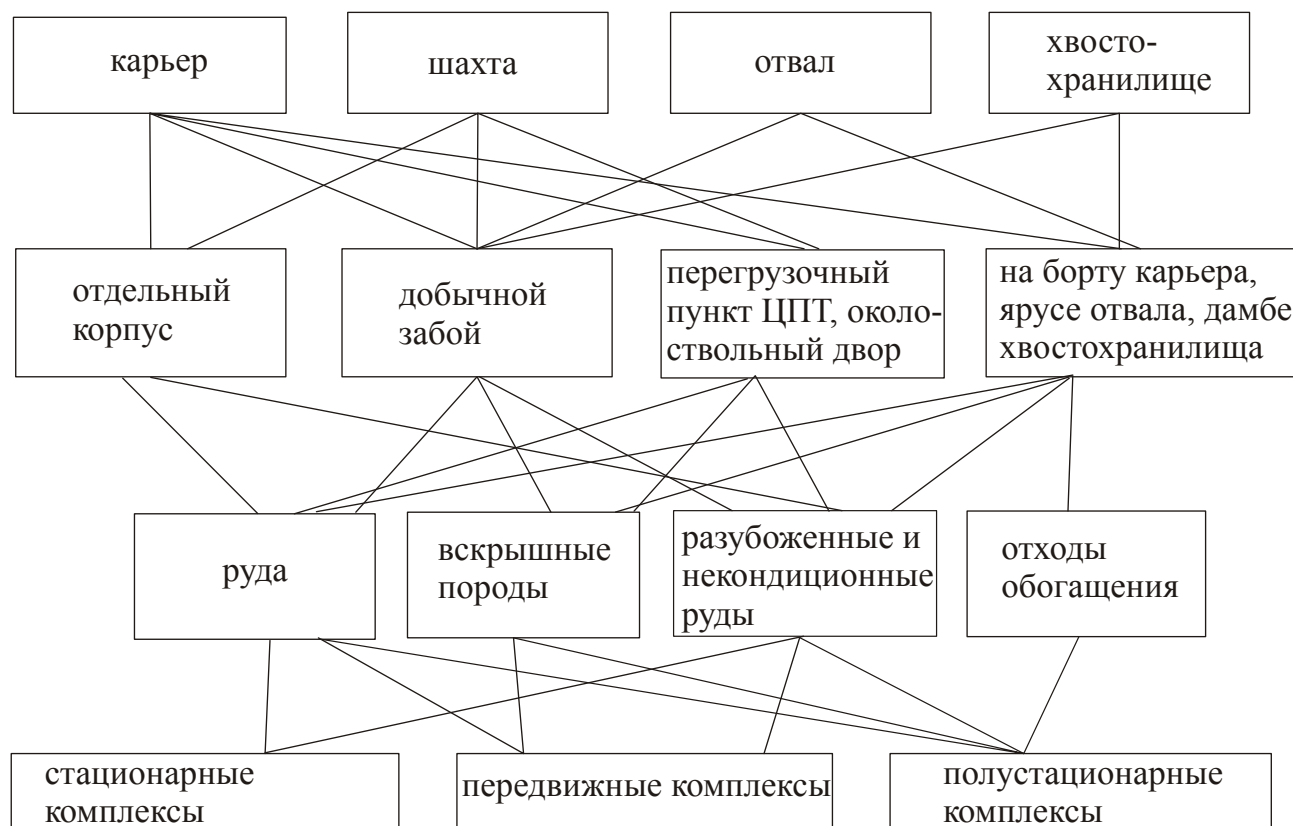 карьер
шахта
отвал
хвосто-
хранилище
отдельный
корпус
добычной
забой
перегрузочный
пункт ЦПТ, около-
ствольный двор
на борту карьера,
ярусе отвала, дамбе
хвостохранилища
руда
вскрышные
породы
разубоженные и
некондиционные
руды
отходы
обогащения
стационарные
комплексы
передвижные комплексы
полустационарные
комплексы